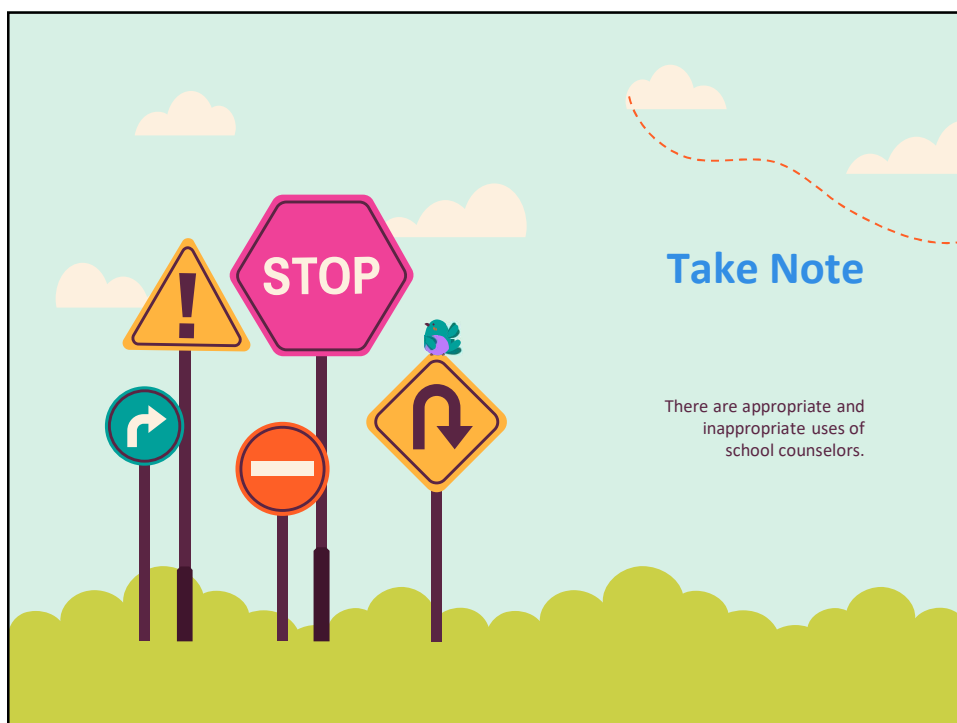 STOP
!
Take Note
There are appropriate and
inappropriate uses of
school counselors.